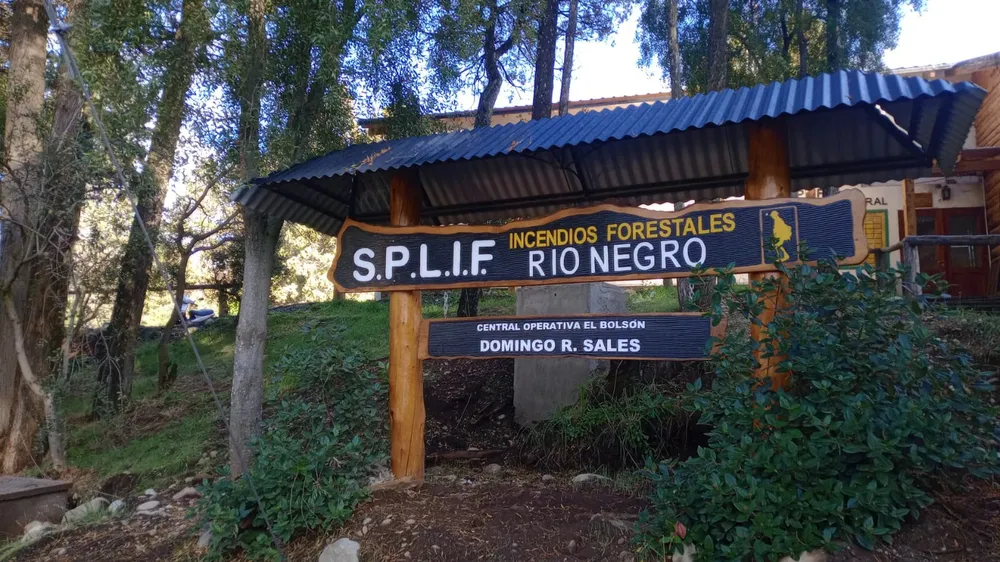 S.P.L.I.F.
INCENDIOS FORESTALES
RIO NEGRO
CENTRAL OPERATIVA EL BOLSÓN
DOMINGO R. SALES